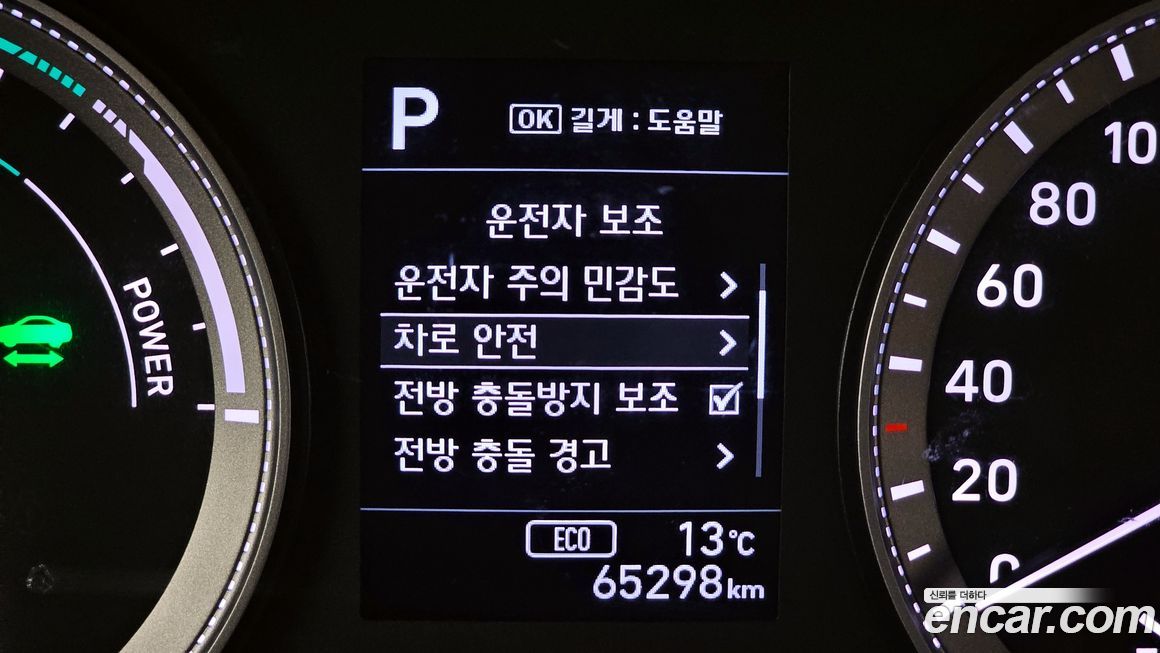 P
OK 길게 : 도움말
운전자 보조
운전자 주의 민감도
차로 안전
전방 충돌방지 보조
전방 충돌 경고
ECO 13°C
65298km
POWER
10
80
60
40
20
0
신뢰를 더하다
encar.com